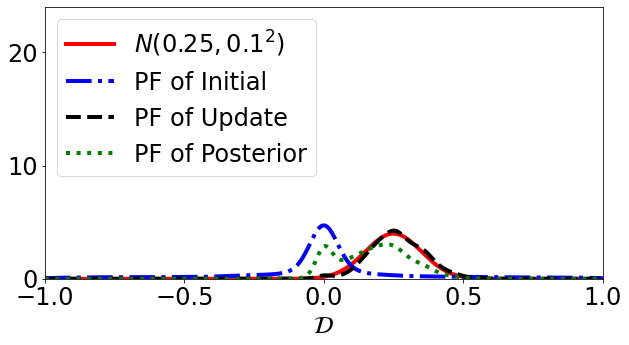 N(0.25, 0.1²)
PF of Initial
PF of Update
PF of Posterior
20
10
0
−1.0 −0.5 0.0 0.5 1.0
𝒟